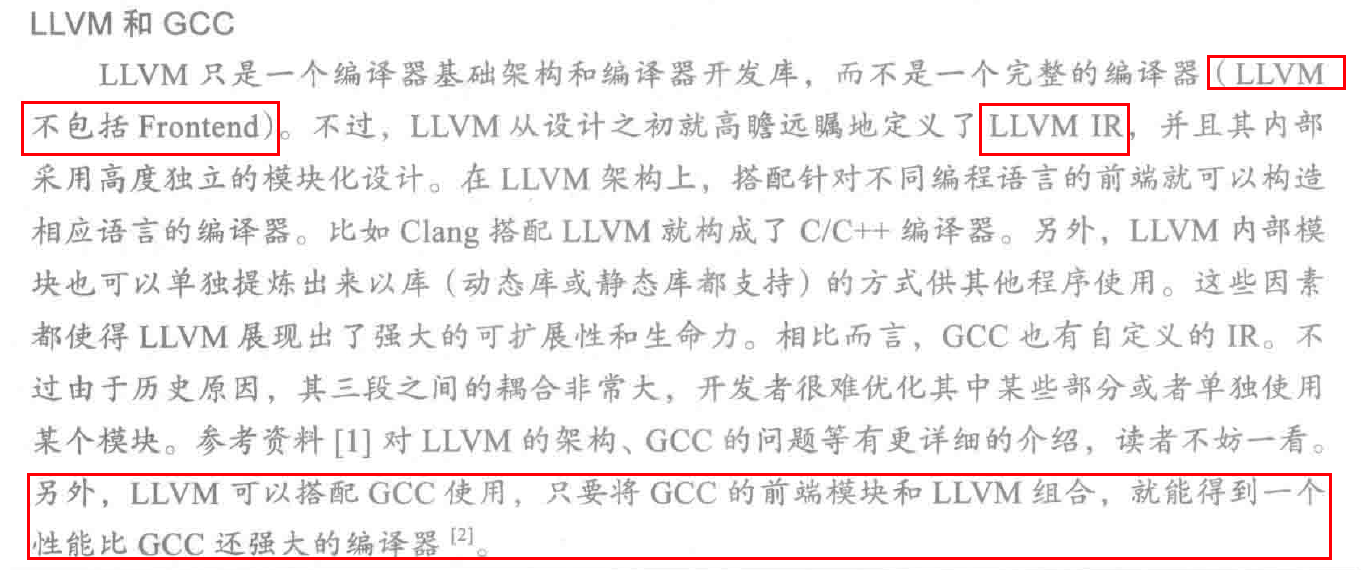 LLVM 和 GCC
LLVM 只是一个编译器基础架构和编译器开发库，而不是一个完整的编译器（LLVM
不包括 Frontend）。不过，LLVM 从设计之初就高瞻远瞩地定义了 LLVM IR，并且其内部
采用高度独立的模块化设计。在 LLVM 架构上，搭配针对不同编程语言的前端就可以构造
相应语言的编译器。比如 Clang 搭配 LLVM 就构成了 C/C++ 编译器。另外，LLVM 内部模
块也可以单独提炼出来以库（动态库或静态库都支持）的方式供其他程序使用。这些因素
都使得 LLVM 展现出了强大的可扩展性和生命力。相比而言，GCC 也有自定义的 IR。不
过由于历史原因，其三段之间的耦合非常大，开发者很难优化其中某些部分或者单独使用
某个模块。参考资料 [1] 对 LLVM 的架构、GCC 的问题等有更详细的介绍，读者不妨一看。
另外，LLVM 可以搭配 GCC 使用，只要将 GCC 的前端模块和 LLVM 组合，就能得到一个
性能比 GCC 还强大的编译器 [2]。